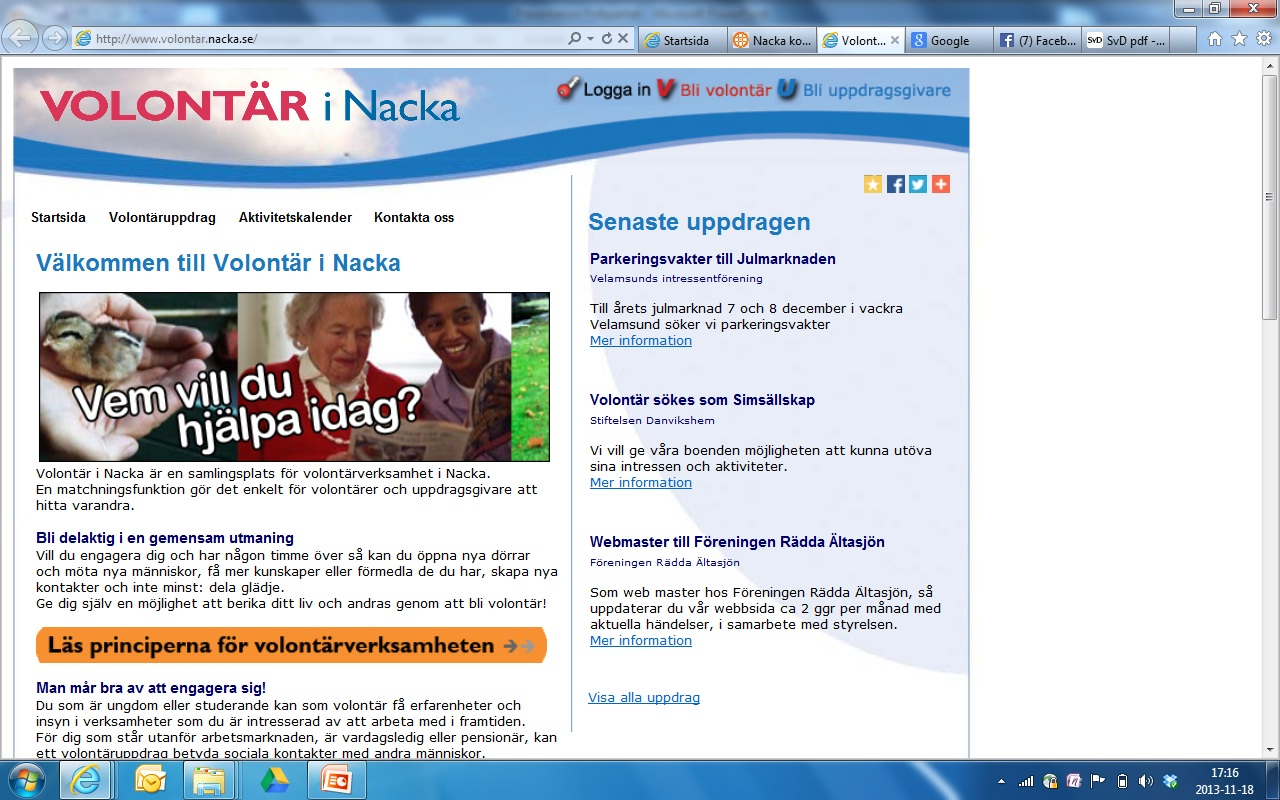 http://www.volontar.nacka.se/
Startsida
Nacka ko...
Volont...
Google
(7) Faceb...
SvD
SvD pdf -...
VOLONTÄR i Nacka
Logga in
V Bli volontär
U Bli uppdragsgivare
Startsida
Volontäruppdrag
Aktivitetskalender
Kontakta oss
Välkommen till Volontär i Nacka
Vem vill du
hjälpa idag?
Volontär i Nacka är en samlingsplats för volontärverksamhet i Nacka.
En matchningsfunktion gör det enkelt för volontärer och uppdragsgivare att
hitta varandra.
Bli delaktig i en gemensam utmaning
Vill du engagera dig och har någon timme över så kan du öppna nya dörrar
och möta nya människor, få mer kunskaper eller förmedla de du har, skapa nya
kontakter och inte minst: dela glädje.
Ge dig själv en möjlighet att berika ditt liv och andras genom att bli volontär!
Läs principerna för volontärverksamheten
Man mår bra av att engagera sig!
Du som är ungdom eller studerande kan som volontär få erfarenheter och
insyn i verksamheter som du är intresserad av att arbeta med i framtiden.
För dig som står utanför arbetsmarknaden, är vardagsledig eller pensionär, kan
ett volontäruppdrag betyda sociala kontakter med andra människor.
Senaste uppdragen
Parkeringsvakter till Julmarknaden
Velamsunds intressentförening
Till årets julmarknad 7 och 8 december i vackra
Velamsund söker vi parkeringsvakter
Mer information
Volontär sökes som Simsällskap
Stiftelsen Danvikshem
Vi vill ge våra boenden möjligheten att kunna utöva
sina intressen och aktiviteter.
Mer information
Webmaster till Föreningen Rädda Ältasjön
Föreningen Rädda Ältasjön
Som web master hos Föreningen Rädda Ältasjön, så
uppdaterar du vår webbsida ca 2 ggr per månad med
aktuella händelser, i samarbete med styrelsen.
Mer information
Visa alla uppdrag
17:16
2013-11-18